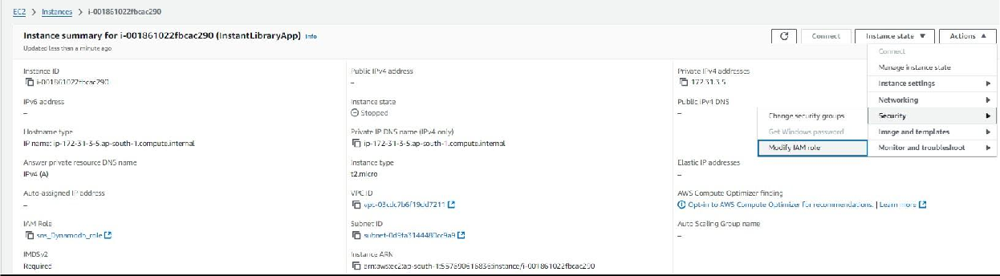 EC2 > Instances > i-001861022fbcac290
Instance summary for i-001861022fbcac290 (InstantLibraryApp) Info
Updated less than a minute ago
Connect
Instance state ▼
Actions ▲
Connect
Manage instance state
Instance settings
Networking
Security
Image and templates
Monitor and troubleshoot
Change security groups
Get Windows password
Modify IAM role
Instance ID
i-001861022fbcac290
Public IPv4 address
–
Private IPv4 addresses
172.31.3.5
IPv6 address
–
Instance state
Stopped
Public IPv4 DNS
–
Hostname type
IP name: ip-172-31-3-5.ap-south-1.compute.internal
Private IP DNS name (IPv4 only)
ip-172-31-3-5.ap-south-1.compute.internal
Answer private resource DNS name
IPv4 (A)
Instance type
t2.micro
Elastic IP addresses
–
Auto-assigned IP address
–
VPC ID
vpc-03cdc7b6f19dd7211
AWS Compute Optimizer finding
Opt-in to AWS Compute Optimizer for recommendations. | Learn more
IAM Role
sns_Dynamodb_role
Subnet ID
subnet-0d9fa3144480cc9a9
Auto Scaling Group name
–
IMDSv2
Required
Instance ARN
arn:aws:ec2:ap-south-1:557690616836:instance/i-001861022fbcac290